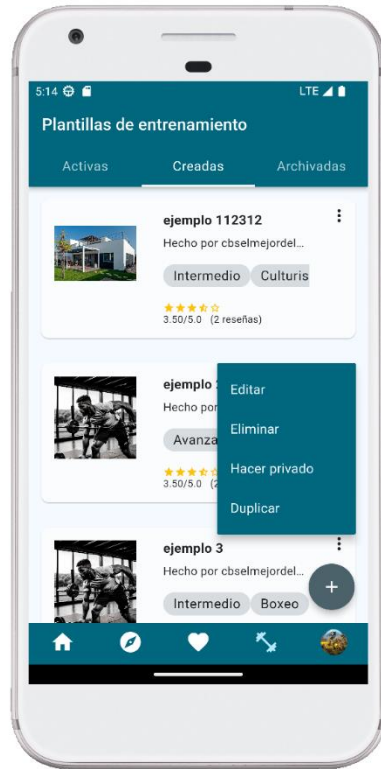 5:14 LTE
Plantillas de entrenamiento
Activas Creadas Archivadas
ejemplo 112312
Hecho por cbselmejordel...
Intermedio Culturis
3.50/5.0 (2 reseñas)
ejemplo
Hecho por
Avanza
3.50/5.0
Editar
Eliminar
Hacer privado
Duplicar
ejemplo 3
Hecho por cbselmejordel...
Intermedio Boxeo
+